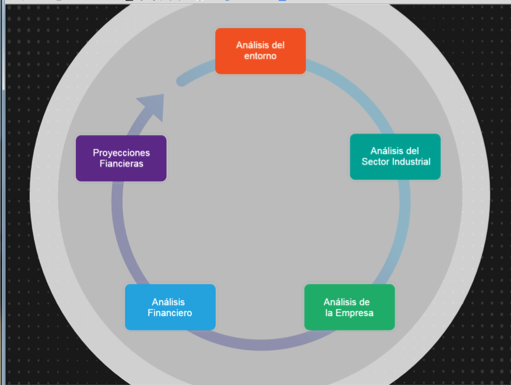 Análisis del
entorno
Análisis del
Sector Industrial
Análisis de
la Empresa
Análisis
Financiero
Proyecciones
Fiancieras